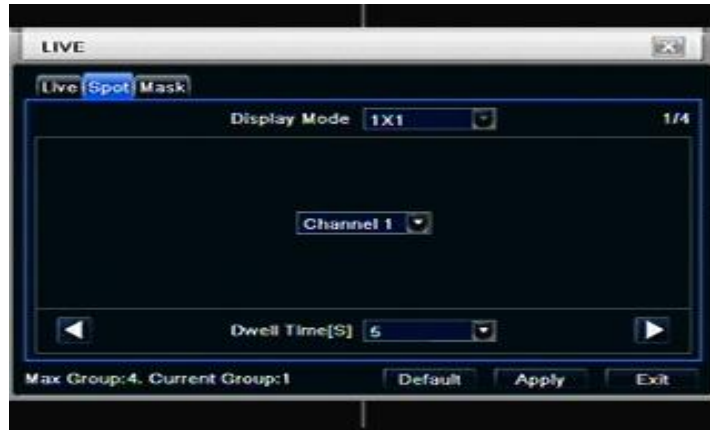 LIVE
Live Spot Mask
Display Mode 1X1 1/4
Channel 1
Dwell Time[S] 5
Max Group:4. Current Group:1 Default Apply Exit